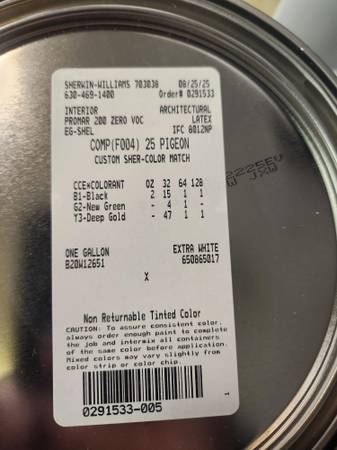 SHERWIN-WILLIAMS 703038 08/25/25
630-469-1400 Order# 0291533
INTERIOR ARCHITECTURAL
PROMAR 200 ZERO VOC LATEX
EG-SHEL IFC 8012NP
COMP(F004) 25 PIGEON
CUSTOM SHER-COLOR MATCH
CCE*COLORANT OZ 32 64 128
B1-Black 2 15 1 1
G2-New Green - 4 1 -
Y3-Deep Gold - 47 1 1
ONE GALLON EXTRA WHITE
B20W12651 650865017
X
Non Returnable Tinted Color
CAUTION: To assure consistent color,
always order enough paint to complete
the job and intermix all containers
of the same color before application.
Mixed colors may vary slightly from
color strip or color chip.
0291533-005